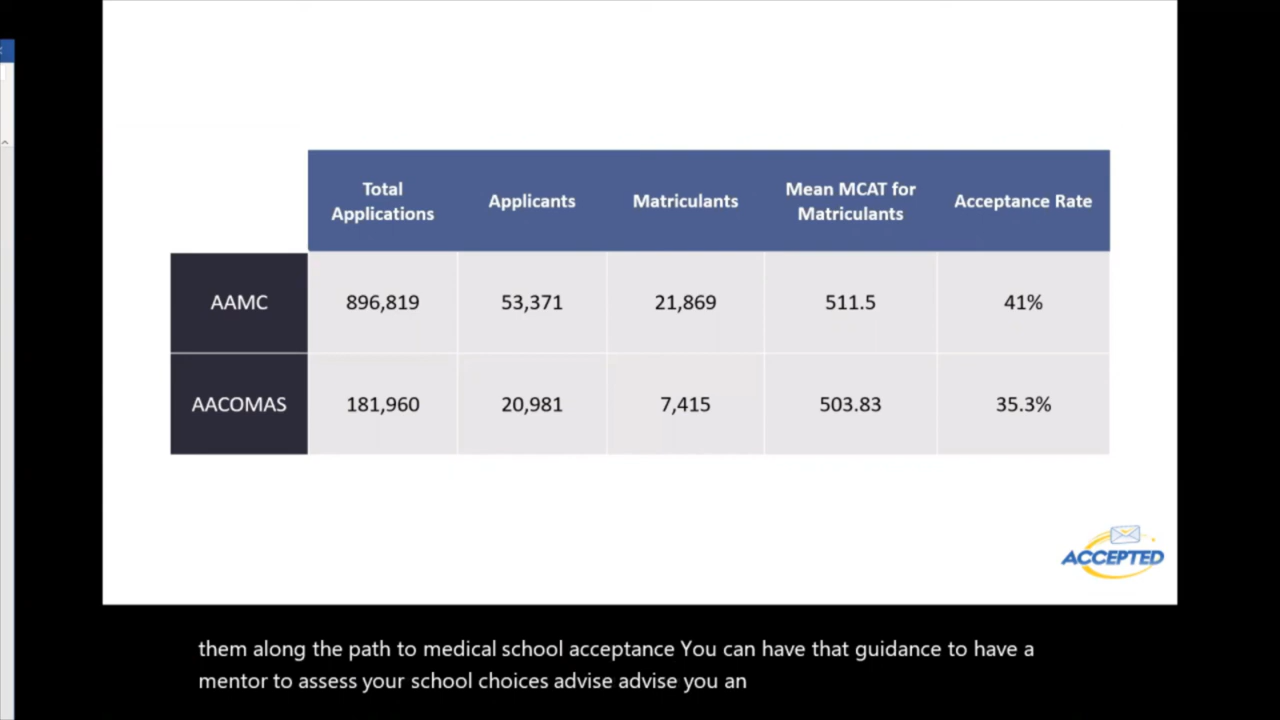 Total Applications
Applicants
Matriculants
Mean MCAT for Matriculants
Acceptance Rate
AAMC
896,819
53,371
21,869
511.5
41%
AACOMAS
181,960
20,981
7,415
503.83
35.3%
ACCEPTED
them along the path to medical school acceptance You can have that guidance to have a
mentor to assess your school choices advise advise you an